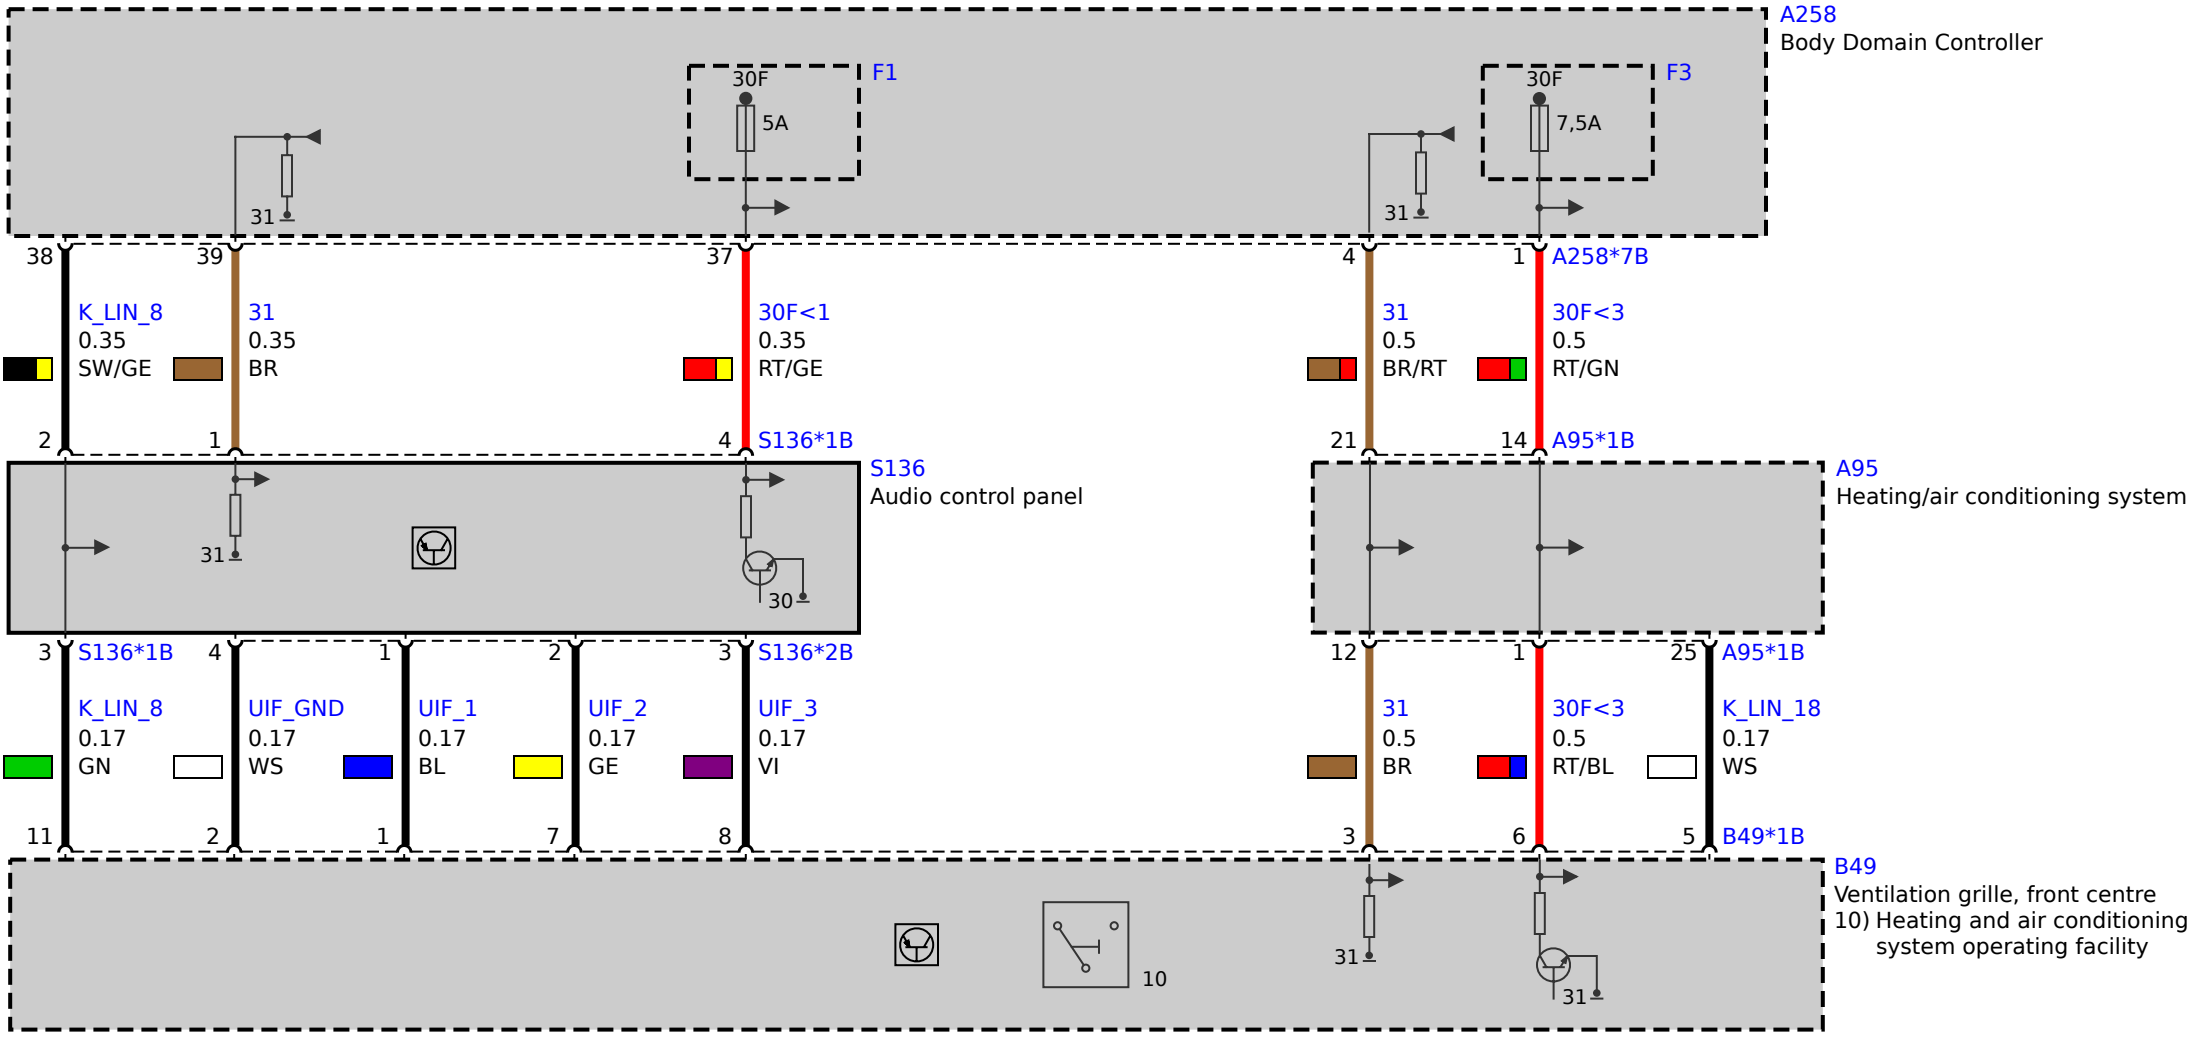 A258
Body Domain Controller
30F
F1
5A
30F
F3
7,5A
31
31
38
39
37
4
1
A258*7B
K_LIN_8
0.35
SW/GE
31
0.35
BR
30F<1
0.35
RT/GE
31
0.5
BR/RT
30F<3
0.5
RT/GN
2
1
4
S136*1B
21
14
A95*1B
S136
Audio control panel
31
30
A95
Heating/air conditioning system
3
S136*1B
4
1
2
3
S136*2B
12
1
25
A95*1B
K_LIN_8
0.17
GN
UIF_GND
0.17
WS
UIF_1
0.17
BL
UIF_2
0.17
GE
UIF_3
0.17
VI
31
0.5
BR
30F<3
0.5
RT/BL
K_LIN_18
0.17
WS
11
2
1
7
8
3
6
5
B49*1B
B49
Ventilation grille, front centre
10) Heating and air conditioning
system operating facility
10
31
31